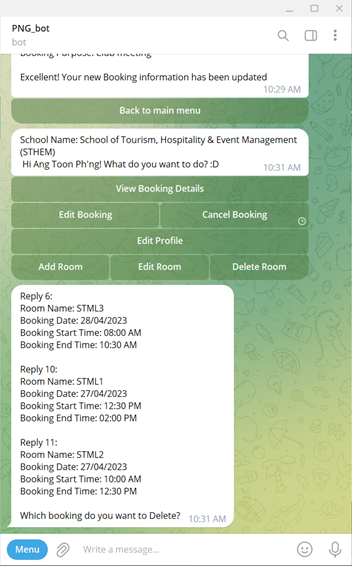 PNG_bot
bot
Booking Purpose: Club meeting
Excellent! Your new Booking information has been updated
10:29 AM
Back to main menu
School Name: School of Tourism, Hospitality & Event Management
(STHEM)
Hi Ang Toon Ph'ng! What do you want to do? :D
10:31 AM
View Booking Details
Edit Booking
Cancel Booking
Edit Profile
Add Room
Edit Room
Delete Room
Reply 6:
Room Name: STML3
Booking Date: 28/04/2023
Booking Start Time: 08:00 AM
Booking End Time: 10:30 AM
Reply 10:
Room Name: STML1
Booking Date: 27/04/2023
Booking Start Time: 12:30 PM
Booking End Time: 02:00 PM
Reply 11:
Room Name: STML2
Booking Date: 27/04/2023
Booking Start Time: 10:00 AM
Booking End Time: 12:30 PM
Which booking do you want to Delete?
10:31 AM
Menu
Write a message...